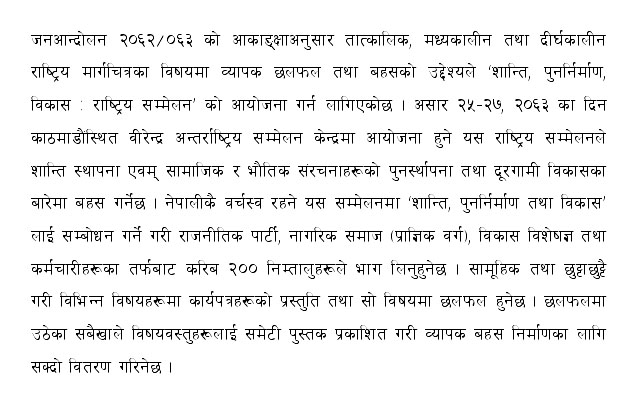 जनआन्दोलन २०६२/०६३ को आकाङ्क्षाअनुसार तात्कालिक, मध्यकालीन तथा दीर्घकालीन
राष्ट्रिय मार्गचित्रका विषयमा व्यापक छलफल तथा बहसको उद्देश्यले ‘शान्ति, पुनर्निर्माण,
विकास : राष्ट्रिय सम्मेलन’ को आयोजना गर्न लागिएकोछ । असार २५-२७, २०६३ का दिन
काठमाडौंस्थित वीरेन्द्र अन्तर्राष्ट्रिय सम्मेलन केन्द्रमा आयोजना हुने यस राष्ट्रिय सम्मेलनले
शान्ति स्थापना एवम् सामाजिक र भौतिक संरचनाहरूको पुनर्स्थापना तथा दूरगामी विकासका
बारेमा बहस गर्नेछ । नेपालीकै वर्चस्व रहने यस सम्मेलनमा ‘शान्ति, पुनर्निर्माण तथा विकास’
लाई सम्बोधन गर्ने गरी राजनीतिक पार्टी, नागरिक समाज (प्राज्ञिक वर्ग), विकास विशेषज्ञ तथा
कर्मचारीहरूका तर्फबाट करिब २०० निम्तालुहरूले भाग लिनुहुनेछ । सामूहिक तथा छुट्टाछुट्टै
गरी विभिन्न विषयहरूमा कार्यपत्रहरूको प्रस्तुति तथा सो विषयमा छलफल हुनेछ । छलफलमा
उठेका सबैखाले विषयवस्तुहरूलाई समेटी पुस्तक प्रकाशित गरी व्यापक बहस निर्माणका लागि
सक्दो वितरण गरिनेछ ।